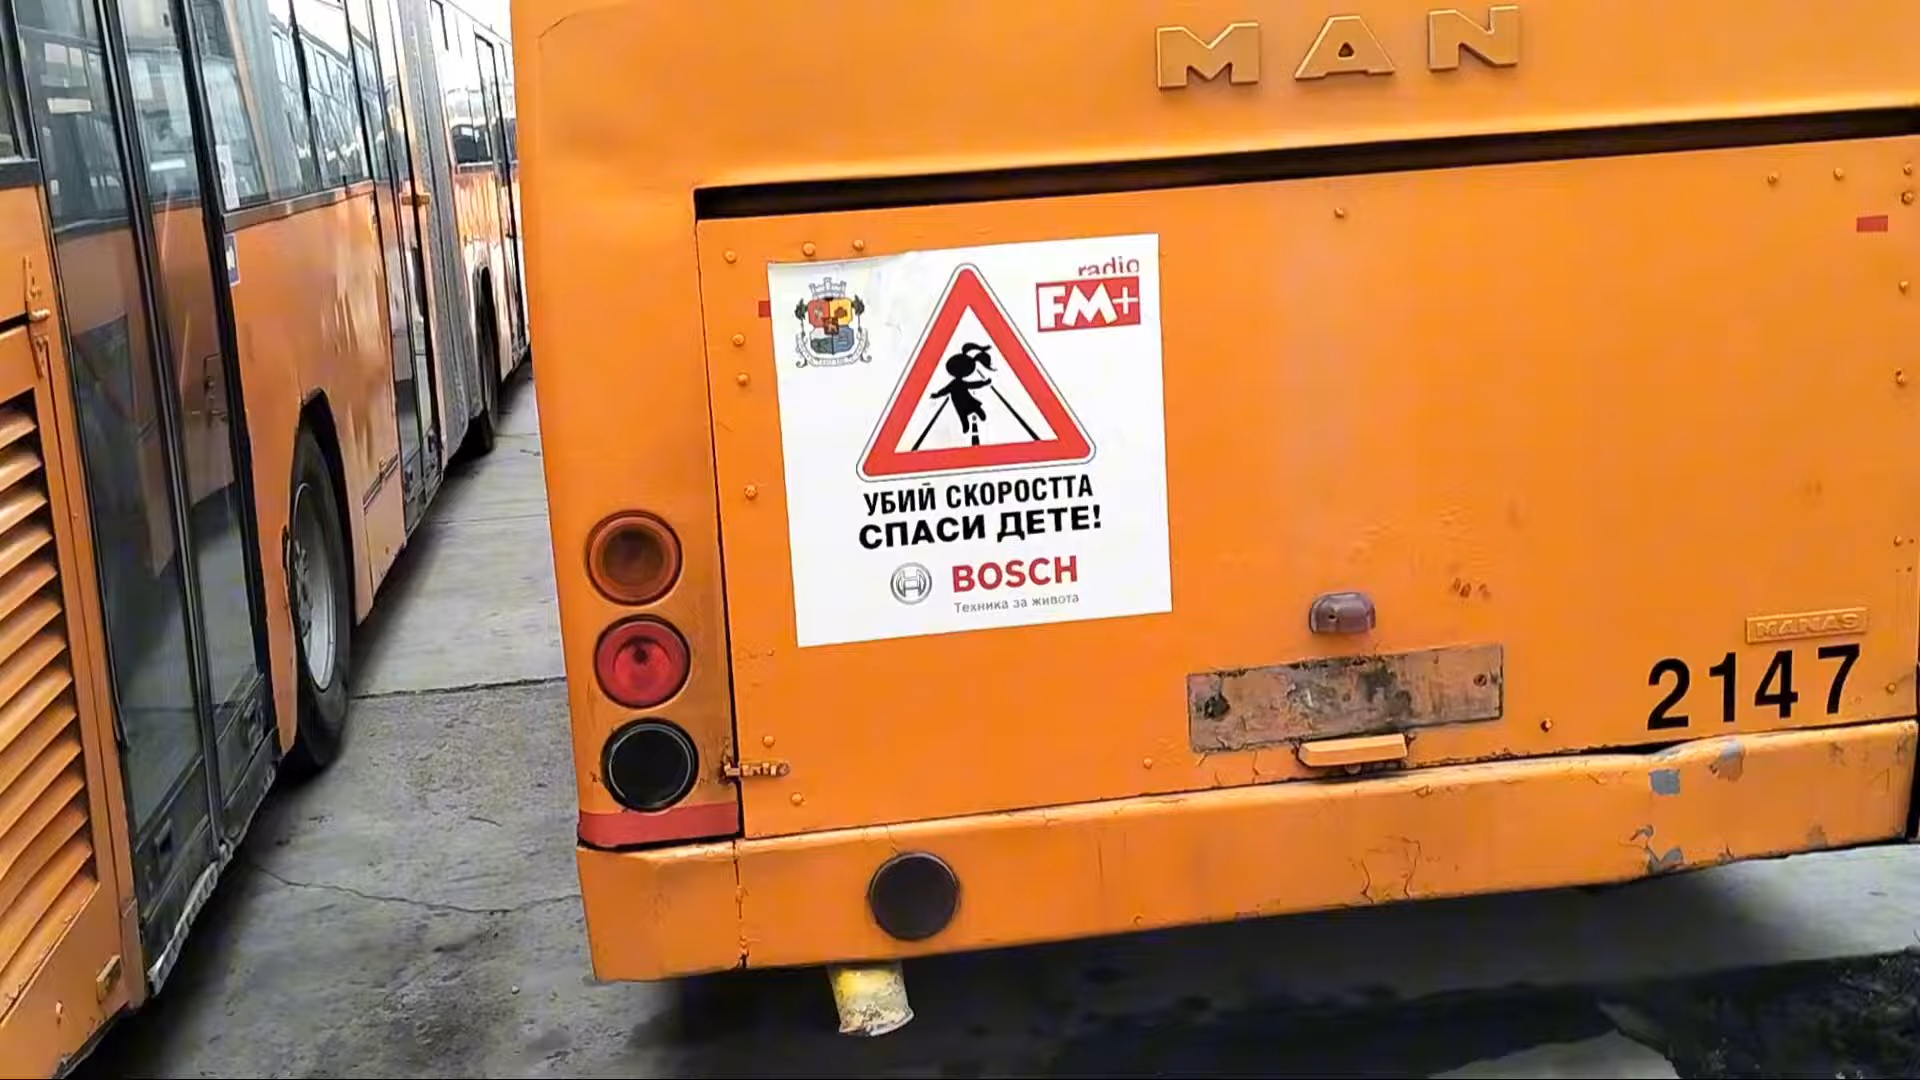 MAN
radio
FM+
УБИЙ СКОРОСТТА
СПАСИ ДЕТЕ!
BOSCH
Техника за живота
MANAS
2147